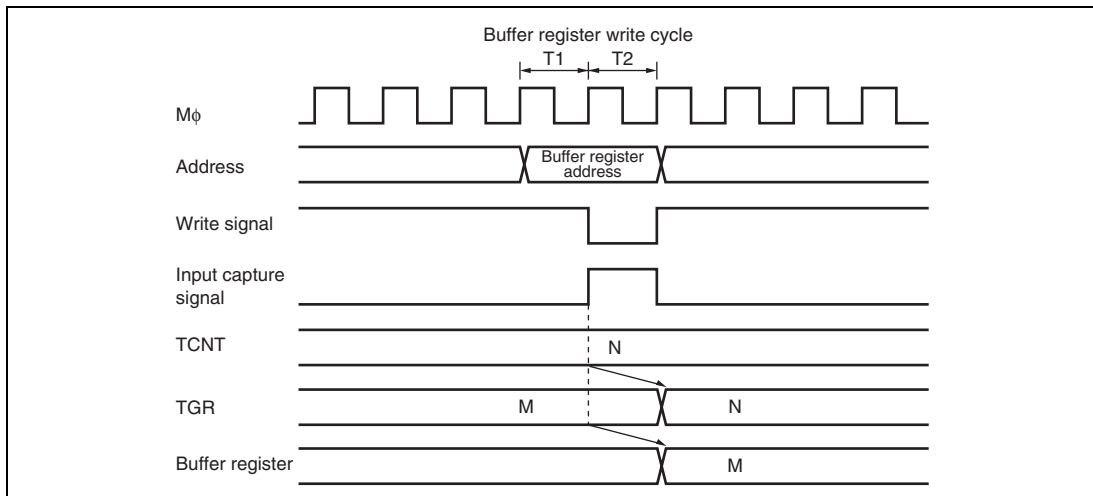 Buffer register write cycle
T1 T2
Mϕ
Address
Buffer register
address
Write signal
Input capture
signal
TCNT
N
TGR
M N
Buffer register
M